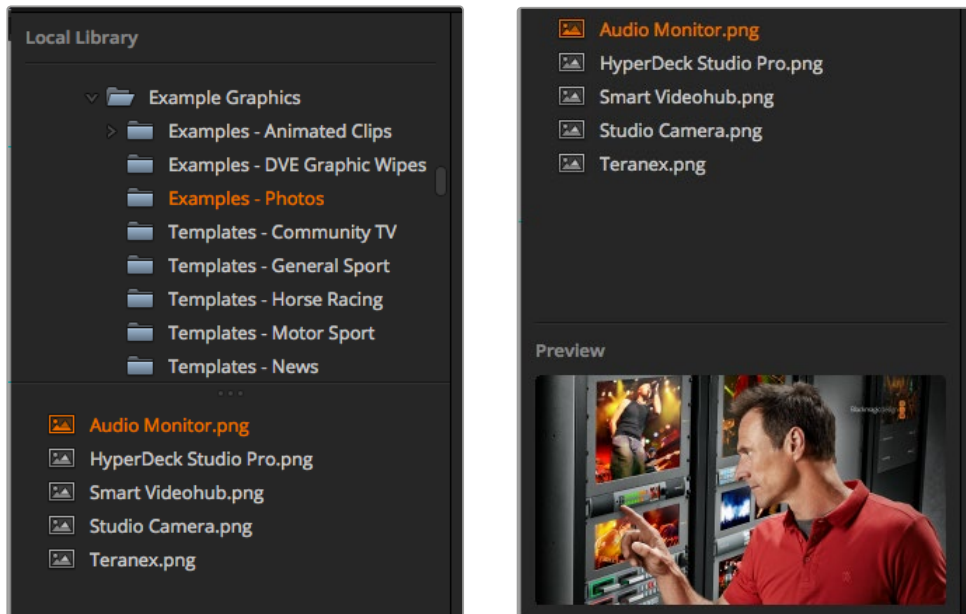 Local Library
Example Graphics
Examples - Animated Clips
Examples - DVE Graphic Wipes
Examples - Photos
Templates - Community TV
Templates - General Sport
Templates - Horse Racing
Templates - Motor Sport
Templates - News
Audio Monitor.png
HyperDeck Studio Pro.png
Smart Videohub.png
Studio Camera.png
Teranex.png
Audio Monitor.png
HyperDeck Studio Pro.png
Smart Videohub.png
Studio Camera.png
Teranex.png
Preview
Blackmagicdesign